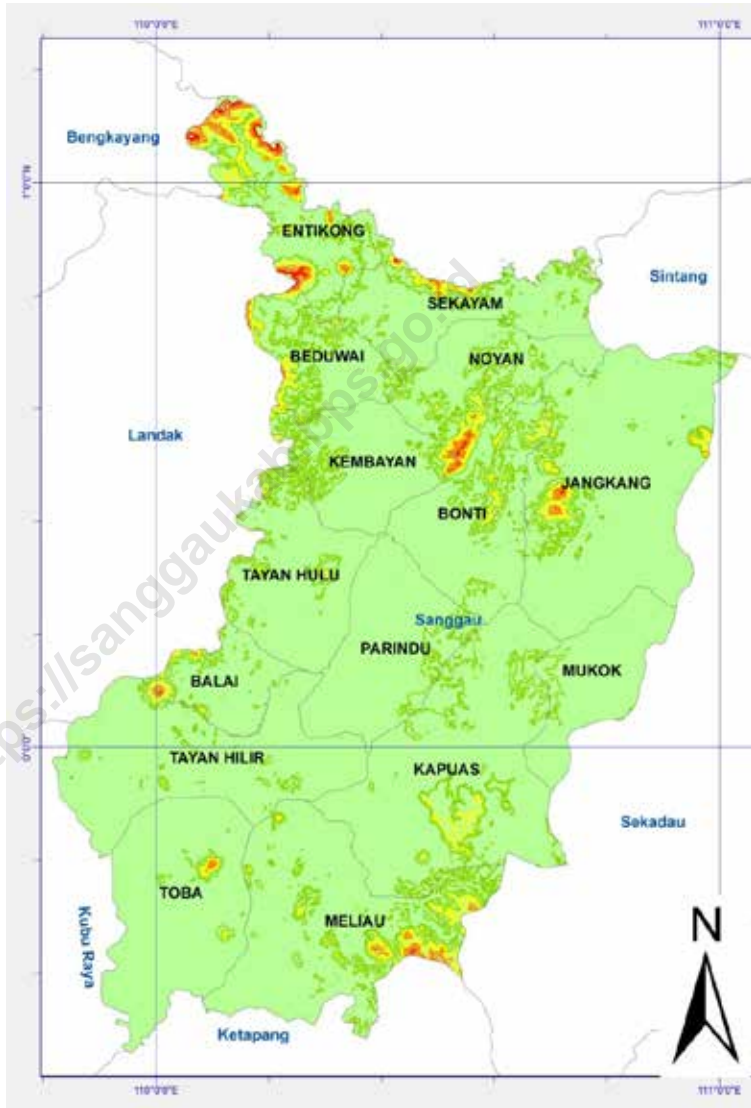 110°0'0"E 111°0'0"E
Bengkayang
1°0'0"N
ENTIKONG
Sintang
SEKAYAM
BEDUWAI
NOYAN
Landak
KEMBAYAN
JANGKANG
BONTI
TAYAN HULU
Sanggau
PARINDU
MUKOK
BALAI
0°0'0"
TAYAN HILIR
KAPUAS
Sekadau
TOBA
MELIAU
Kubu Raya
N
Ketapang
110°0'0"E 111°0'0"E
ps://sanggaukab.bps.go.id